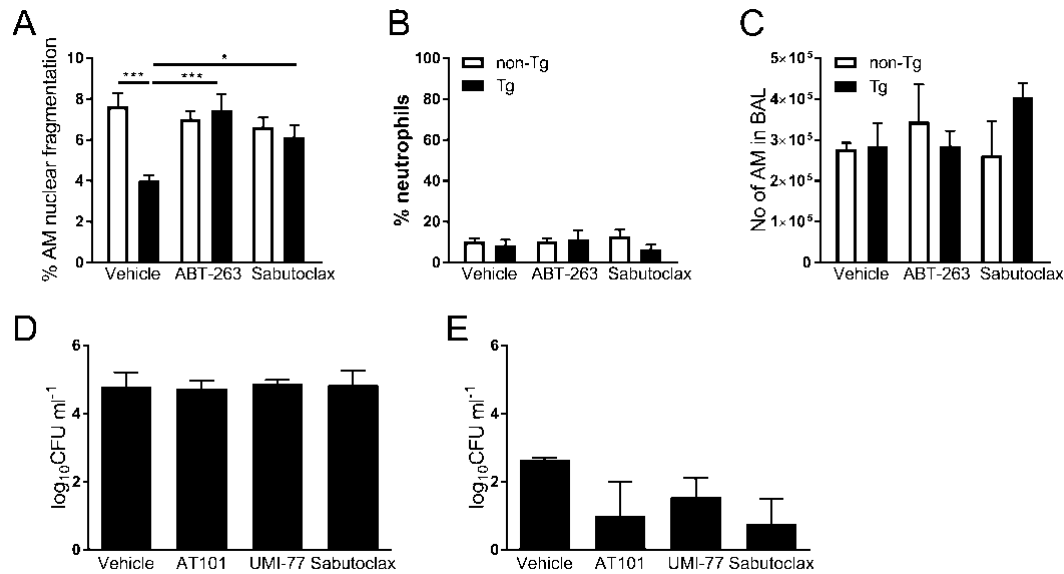 A
% AM nuclear fragmentation
10
8
6
4
2
0
***
***
*
Vehicle ABT-263 Sabutoclax
B
% neutrophils
100
80
60
40
20
0
non-Tg
Tg
Vehicle ABT-263 Sabutoclax
C
No of AM in BAL
5×10⁵
4×10⁵
3×10⁵
2×10⁵
1×10⁵
0
non-Tg
Tg
Vehicle ABT-263 Sabutoclax
D
log₁₀CFU ml⁻¹
6
4
2
0
Vehicle AT101 UMI-77 Sabutoclax
E
log₁₀CFU ml⁻¹
6
4
2
0
Vehicle AT101 UMI-77 Sabutoclax